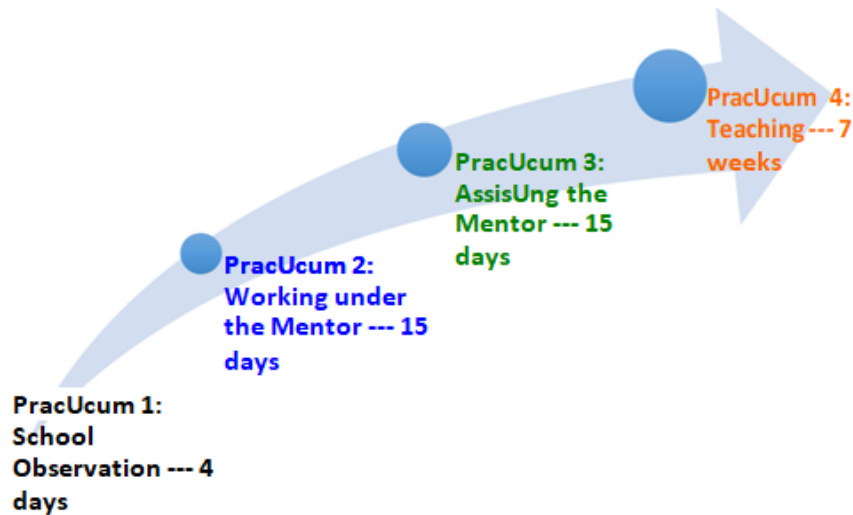 PracUcum 1:
School
Observation --- 4
days
PracUcum 2:
Working under
the Mentor --- 15
days
PracUcum 3:
AssisUng the
Mentor --- 15
days
PracUcum 4:
Teaching --- 7
weeks